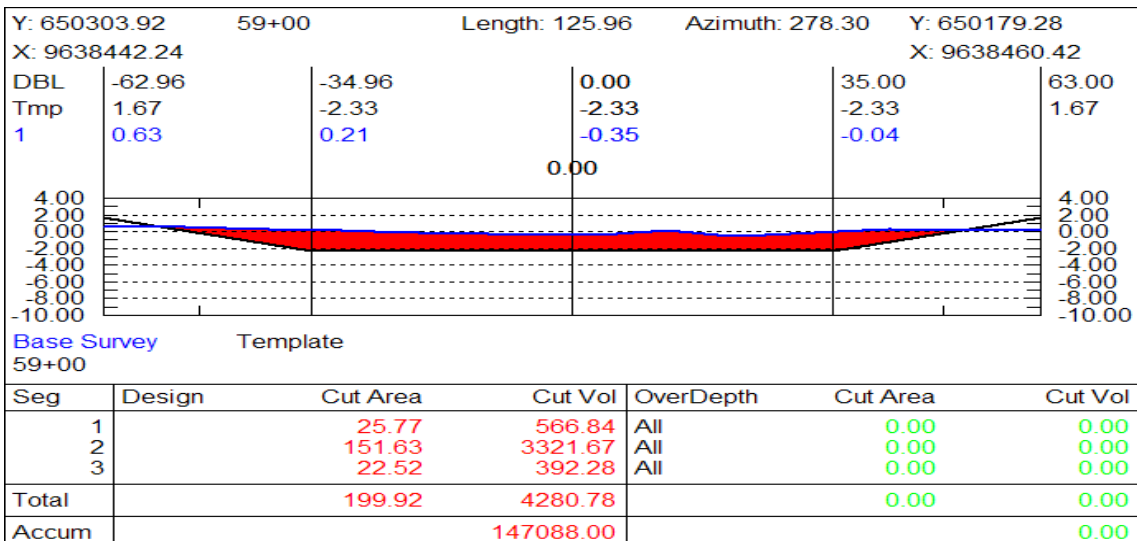 Y: 650303.92 59+00 Length: 125.96 Azimuth: 278.30 Y: 650179.28
X: 9638442.24 X: 9638460.42
DBL -62.96 -34.96 0.00 35.00 63.00
Tmp 1.67 -2.33 -2.33 -2.33 1.67
1 0.63 0.21 -0.35 -0.04
0.00
4.00 4.00
2.00 2.00
0.00 0.00
-2.00 -2.00
-4.00 -4.00
-6.00 -6.00
-8.00 -8.00
-10.00 -10.00
Base Survey Template
59+00
Seg Design Cut Area Cut Vol OverDepth Cut Area Cut Vol
1 25.77 566.84 All 0.00 0.00
2 151.63 3321.67 All 0.00 0.00
3 22.52 392.28 All 0.00 0.00
Total 199.92 4280.78 0.00 0.00
Accum 147088.00 0.00